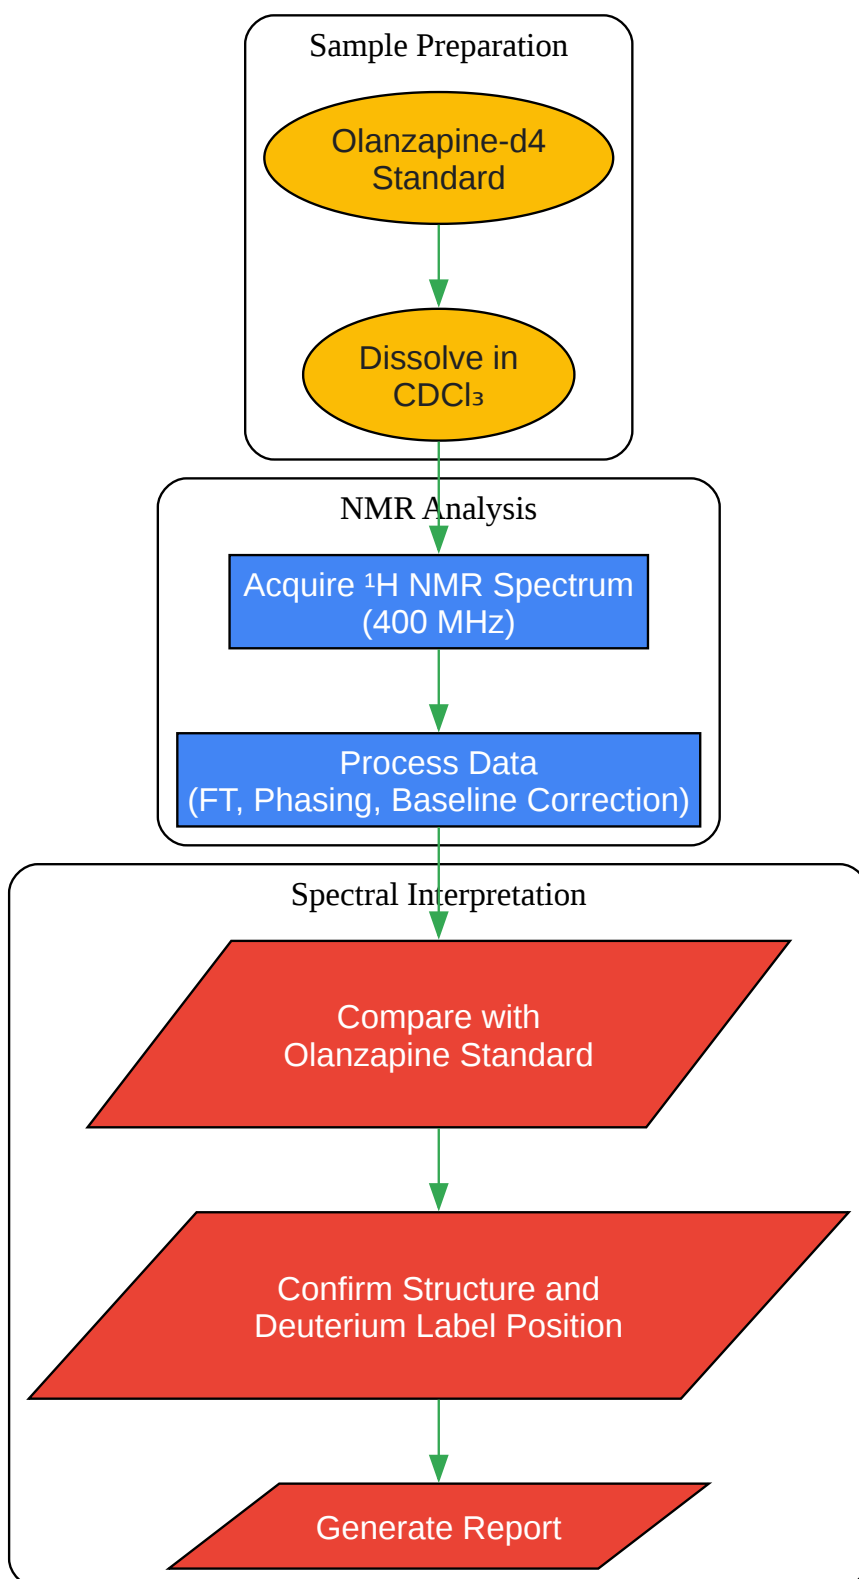 Sample Preparation
Olanzapine-d4
Standard
Dissolve in
CDCl₃
NMR Analysis
Acquire ¹H NMR Spectrum
(400 MHz)
Process Data
(FT, Phasing, Baseline Correction)
Spectral Interpretation
Compare with
Olanzapine Standard
Confirm Structure and
Deuterium Label Position
Generate Report